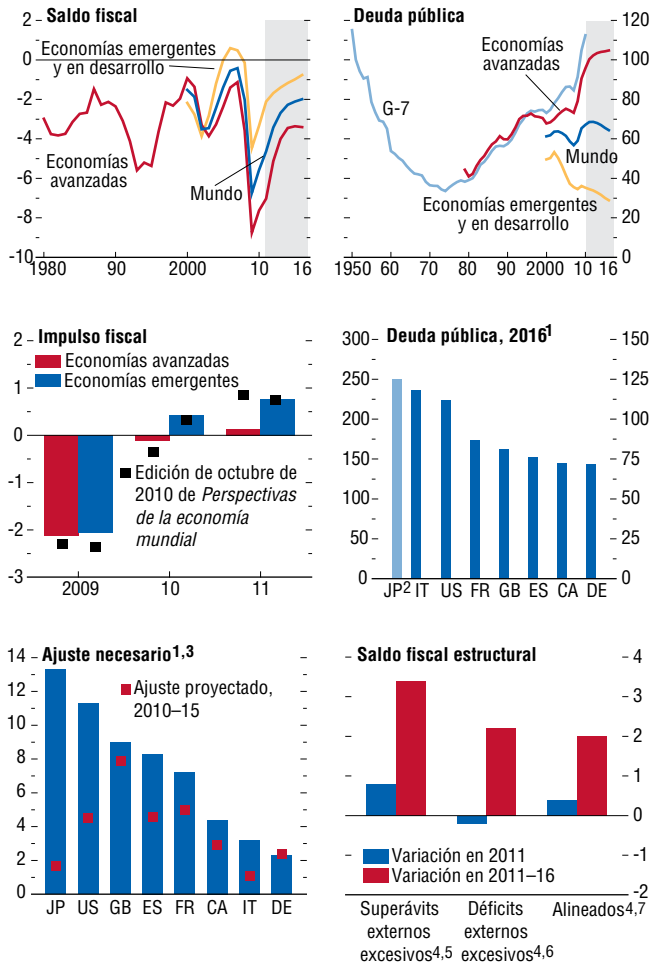 Saldo fiscal
2
0
-2
-4
-6
-8
-10
1980
90
2000
10
16
Economías emergentes
y en desarrollo
Economías
avanzadas
Mundo
Deuda pública
120
100
80
60
40
20
0
1950
60
70
80
90
2000
10
16
Economías
avanzadas
G-7
Mundo
Economías emergentes
y en desarrollo
Impulso fiscal
2
1
0
-1
-2
-3
2009
10
11
Economías avanzadas
Economías emergentes
Edición de octubre de
2010 de Perspectivas
de la economía
mundial
Deuda pública, 2016¹
300
250
200
150
100
50
0
150
125
100
75
50
25
0
JP² IT US FR GB ES CA DE
Ajuste necesario¹,³
14
12
10
8
6
4
2
0
Ajuste proyectado,
2010–15
JP US GB ES FR CA IT DE
Saldo fiscal estructural
4
3
2
1
0
-1
-2
Variación en 2011
Variación en 2011–16
Superávits
externos
excesivos⁴,⁵
Déficits
externos
excesivos⁴,⁶
Alineados⁴,⁷